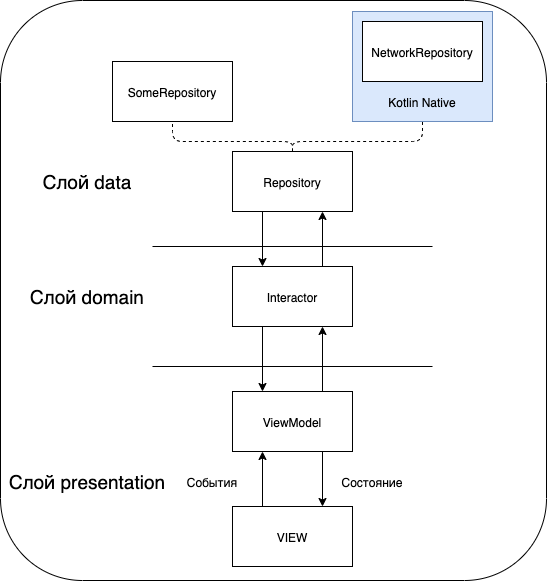 NetworkRepository
SomeRepository
Kotlin Native
Слой data
Repository
Слой domain
Interactor
ViewModel
Слой presentation
События
Состояние
VIEW